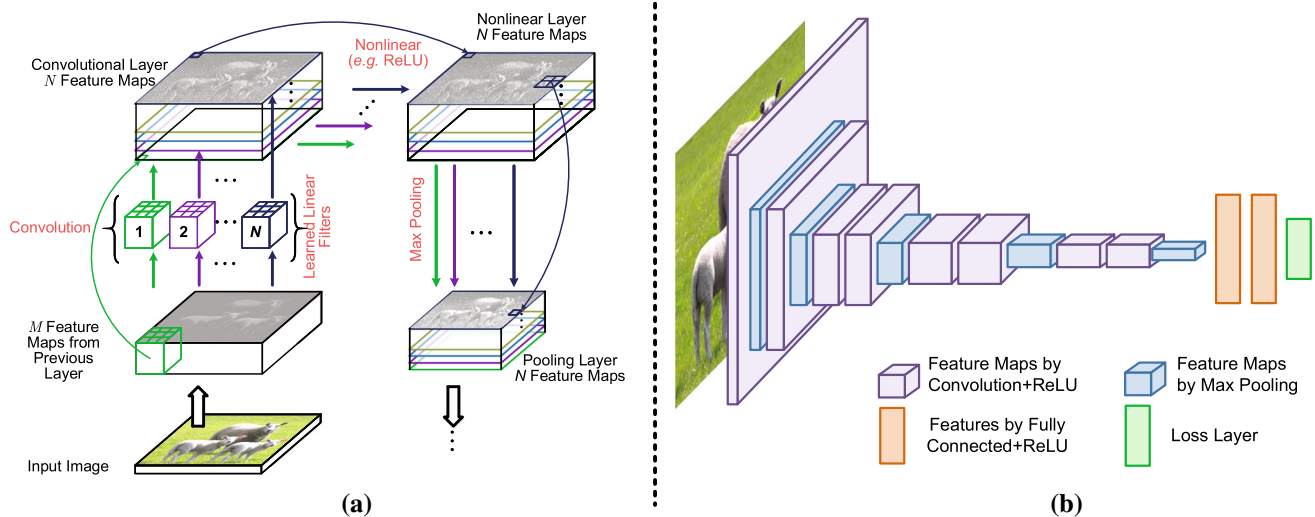 Nonlinear Layer
N Feature Maps
Nonlinear
(e.g. ReLU)
Convolutional Layer
N Feature Maps
Convolution
1
2
N
Learned Linear
Filters
Max Pooling
M Feature
Maps from
Previous
Layer
Pooling Layer
N Feature Maps
Input Image
(a)
Feature Maps by
Convolution+ReLU
Feature Maps
by Max Pooling
Features by Fully
Connected+ReLU
Loss Layer
(b)